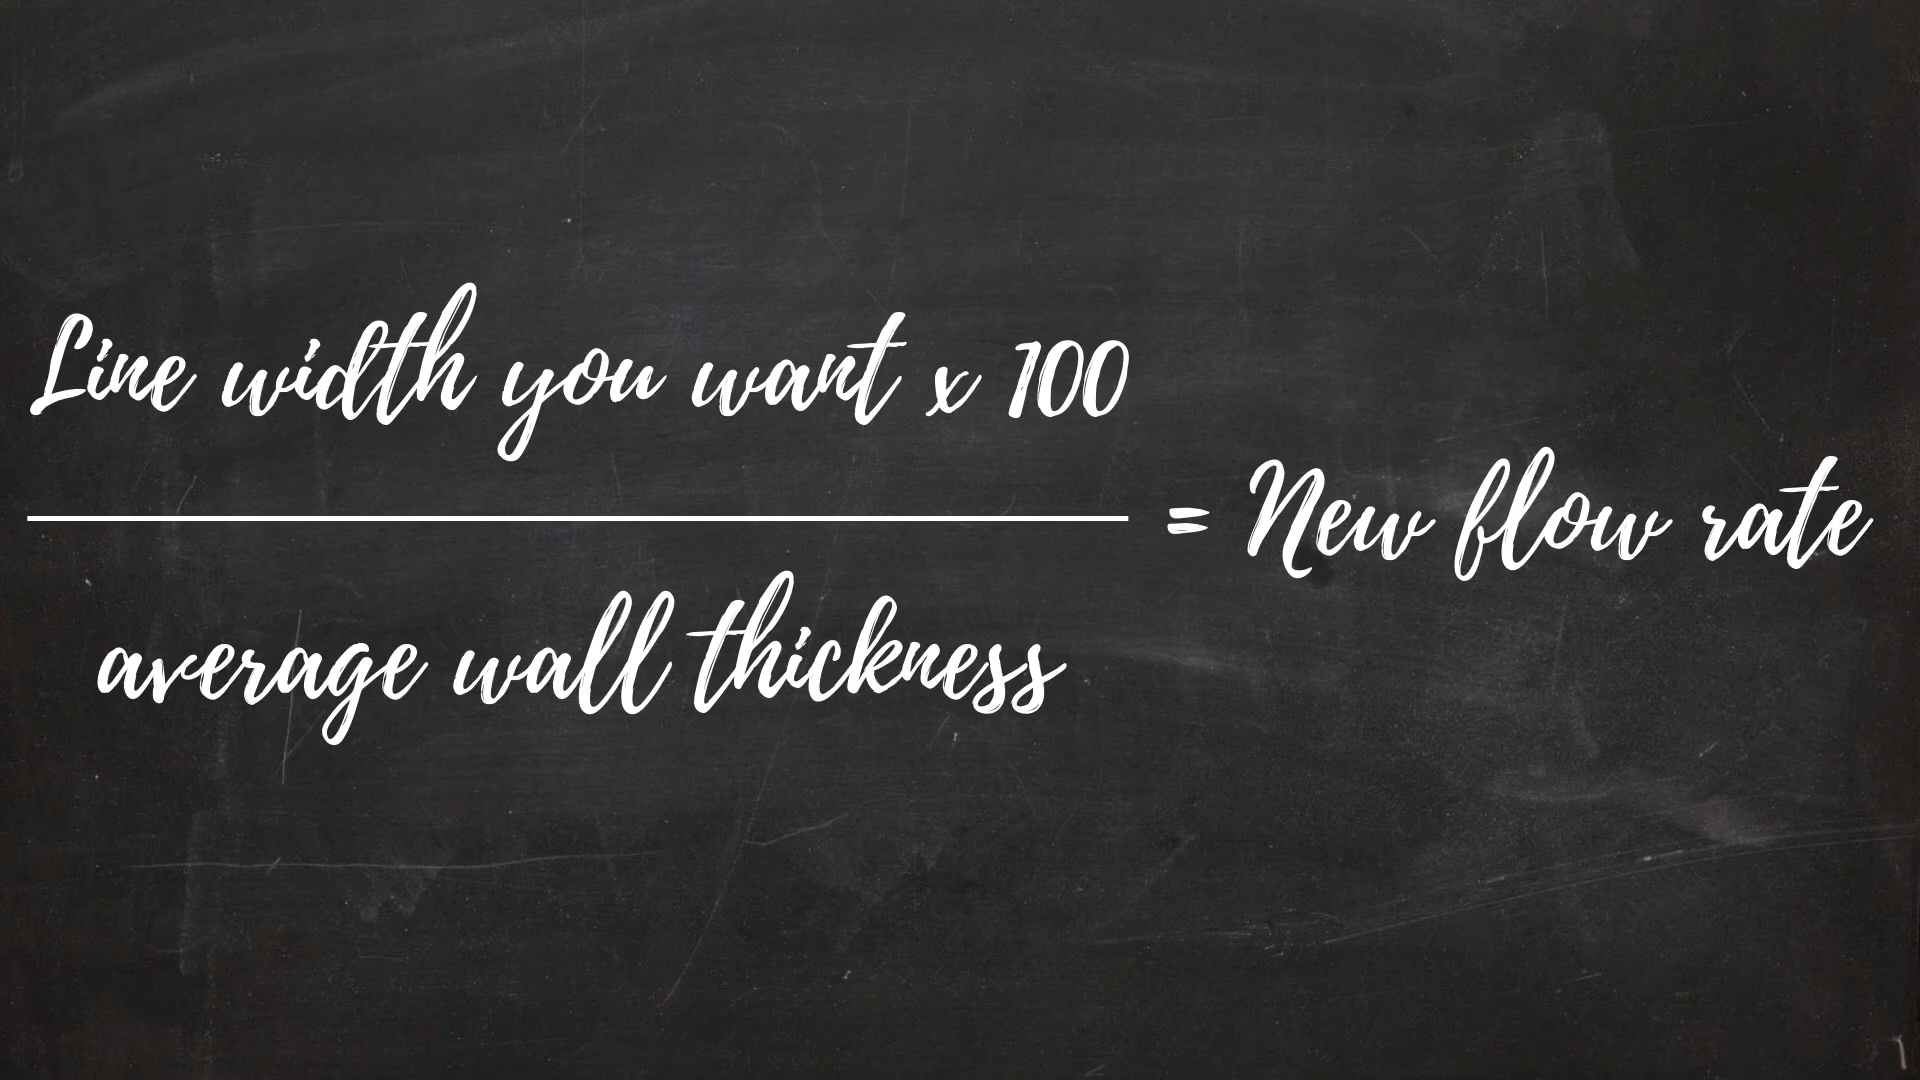 Line width you want x 100
= New flow rate
average wall thickness